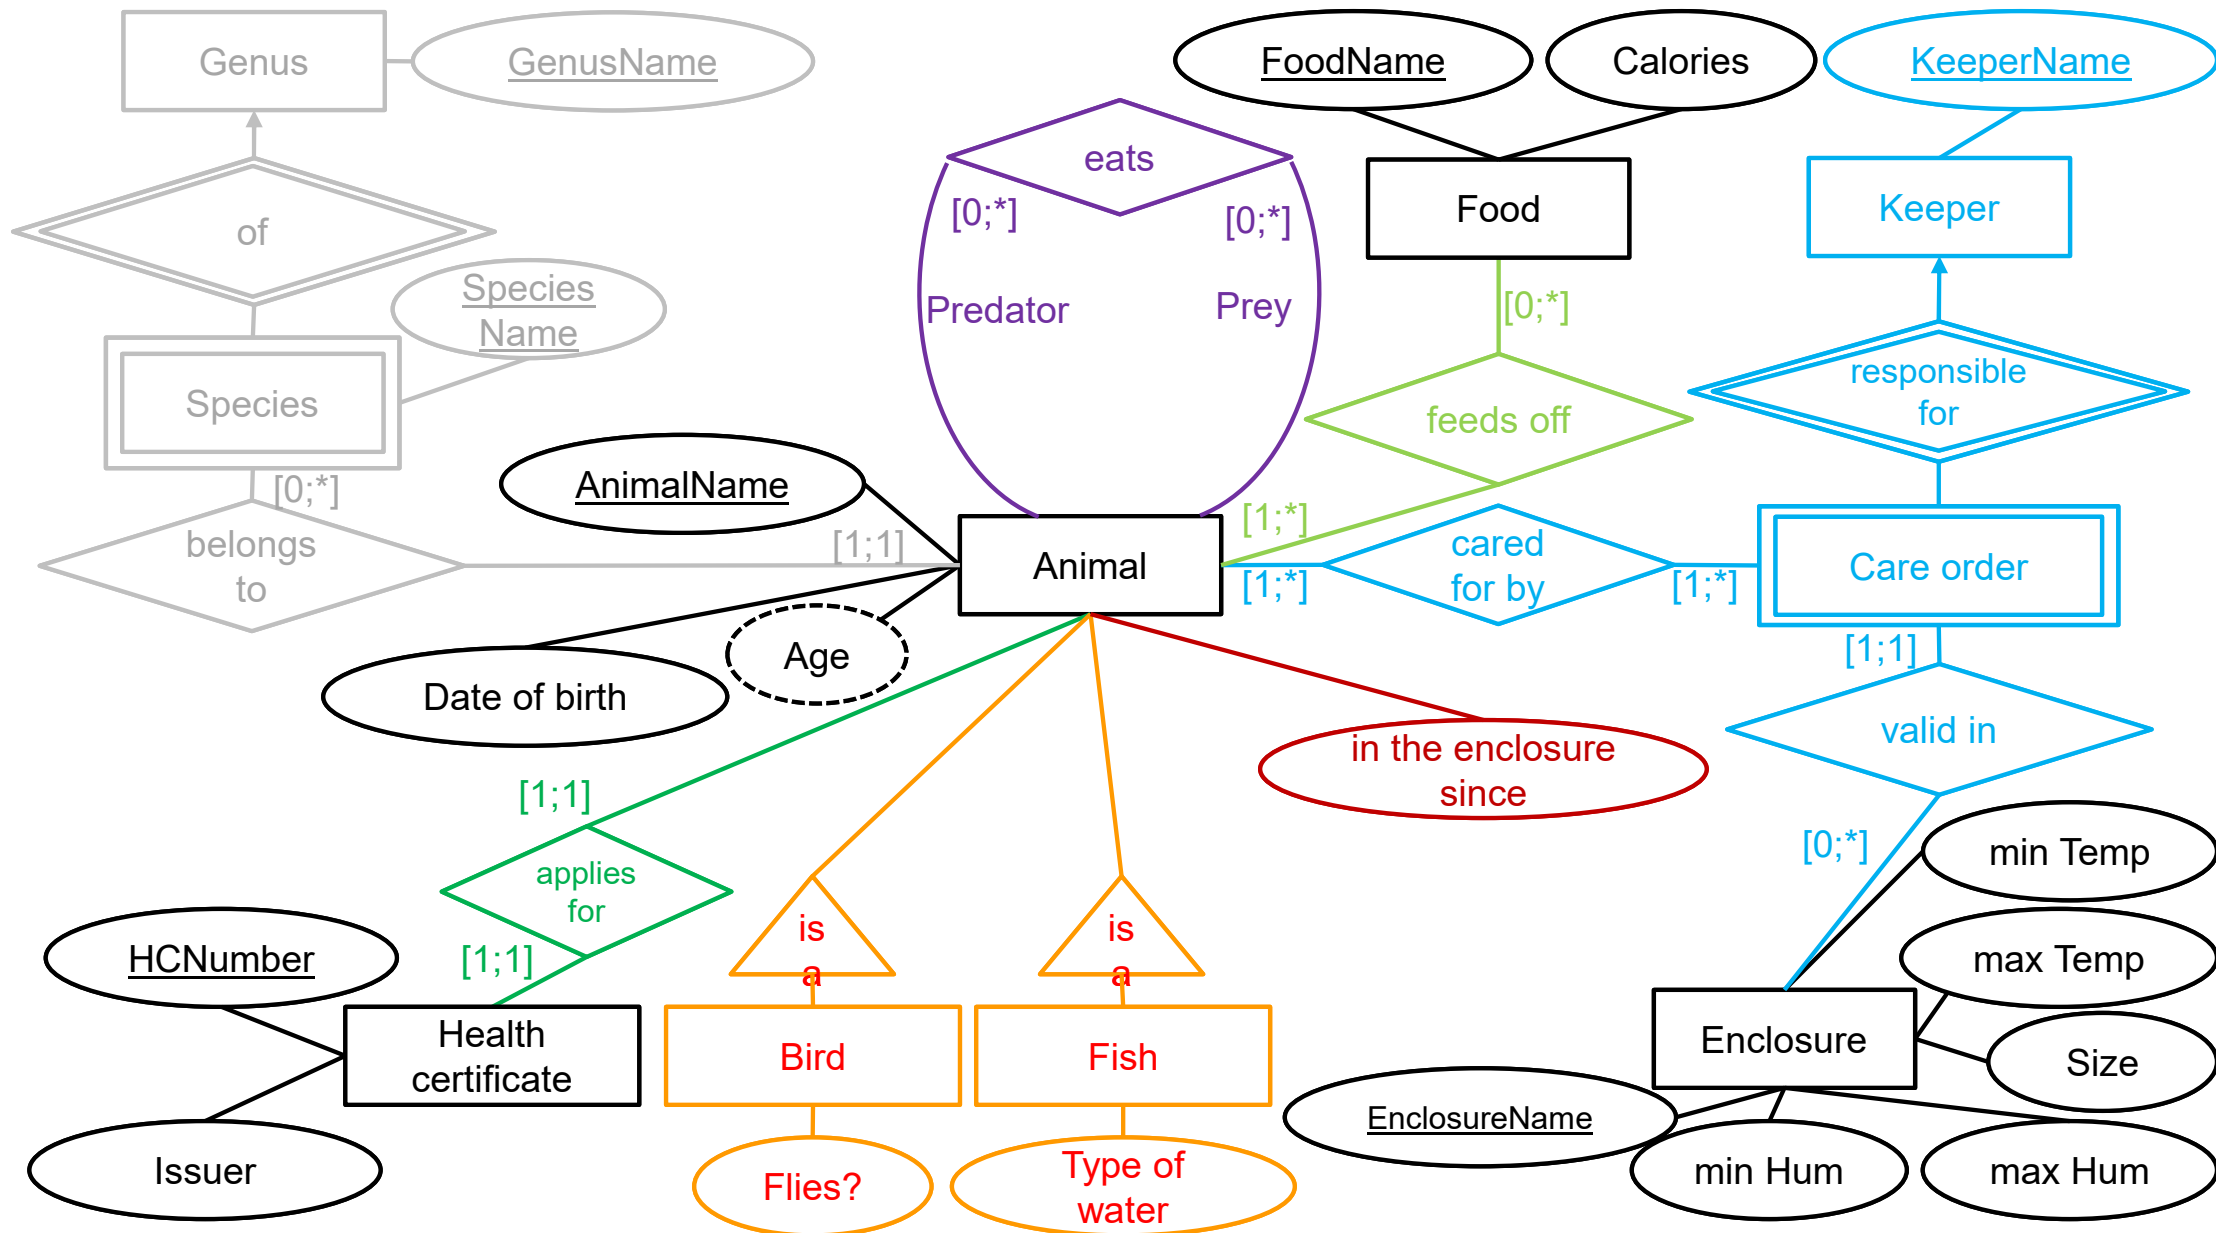 Genus
GenusName
FoodName
Calories
KeeperName
eats
Food
Keeper
of
[0;*]
[0;*]
Species
Name
Predator
Prey
[0;*]
responsible
for
Species
feeds off
[0;*]
AnimalName
belongs
to
[1;1]
Animal
[1;*]
[1;*]
cared
for by
[1;*]
Care order
Age
Date of birth
[1;1]
valid in
in the enclosure
since
[1;1]
[0;*]
min Temp
applies
for
is
a
is
a
HCNumber
[1;1]
max Temp
Health
certificate
Bird
Fish
Enclosure
Size
EnclosureName
Issuer
Flies?
Type of
water
min Hum
max Hum